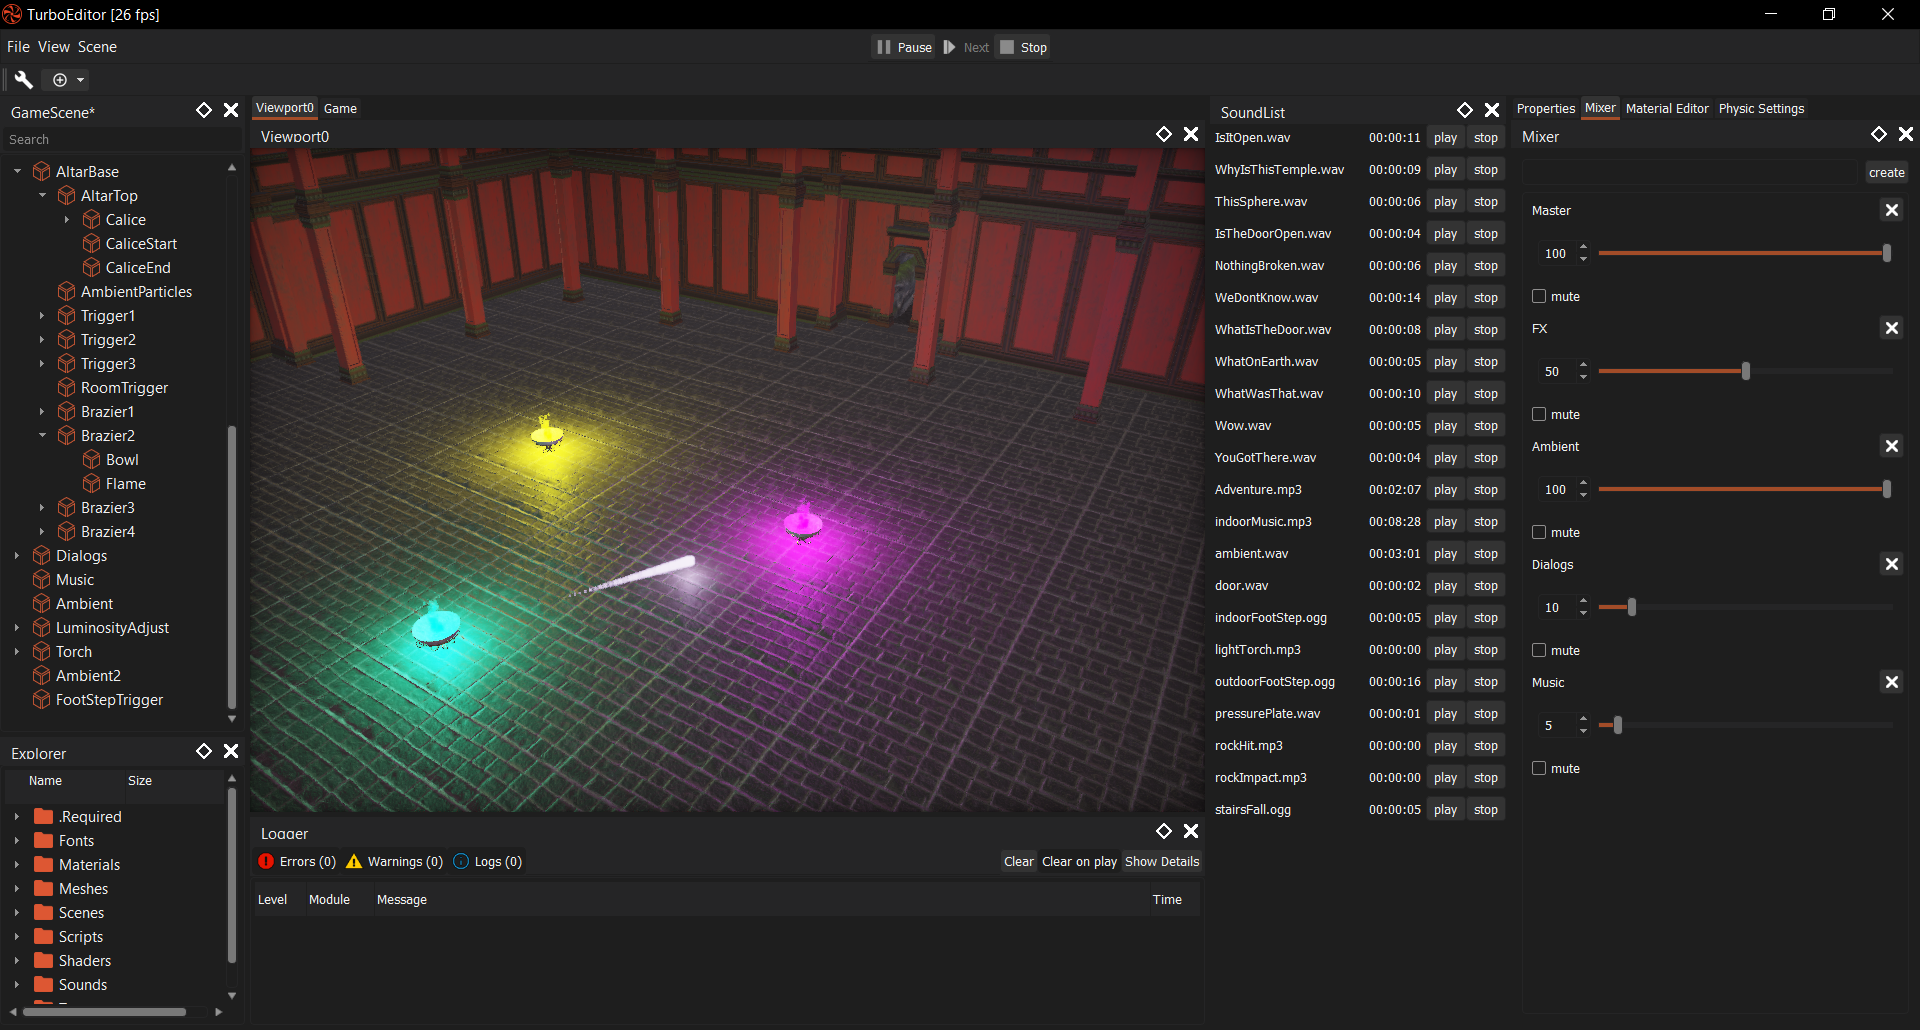 TurboEditor [26 fps]
File View Scene
Pause Next Stop
GameScene*
Search
AltarBase
AltarTop
Calice
CaliceStart
CaliceEnd
AmbientParticles
Trigger1
Trigger2
Trigger3
RoomTrigger
Brazier1
Brazier2
Bowl
Flame
Brazier3
Brazier4
Dialogs
Music
Ambient
LuminosityAdjust
Torch
Ambient2
FootStepTrigger
Explorer
Name Size
.Required
Fonts
Materials
Meshes
Scenes
Scripts
Shaders
Sounds
Viewport0 Game
Viewport0
Logger
Errors (0) Warnings (0) Logs (0) Clear Clear on play Show Details
Level Module Message Time
SoundList
IsItOpen.wav 00:00:11 play stop
WhyIsThisTemple.wav 00:00:09 play stop
ThisSphere.wav 00:00:06 play stop
IsTheDoorOpen.wav 00:00:04 play stop
NothingBroken.wav 00:00:06 play stop
WeDontKnow.wav 00:00:14 play stop
WhatIsTheDoor.wav 00:00:08 play stop
WhatOnEarth.wav 00:00:05 play stop
WhatWasThat.wav 00:00:10 play stop
Wow.wav 00:00:05 play stop
YouGotThere.wav 00:00:04 play stop
Adventure.mp3 00:02:07 play stop
indoorMusic.mp3 00:08:28 play stop
ambient.wav 00:03:01 play stop
door.wav 00:00:02 play stop
indoorFootStep.ogg 00:00:05 play stop
lightTorch.mp3 00:00:00 play stop
outdoorFootStep.ogg 00:00:16 play stop
pressurePlate.wav 00:00:01 play stop
rockHit.mp3 00:00:00 play stop
rockImpact.mp3 00:00:00 play stop
stairsFall.ogg 00:00:05 play stop
Properties Mixer Material Editor Physic Settings
Mixer
create
Master
100
mute
FX
50
mute
Ambient
100
mute
Dialogs
10
mute
Music
5
mute